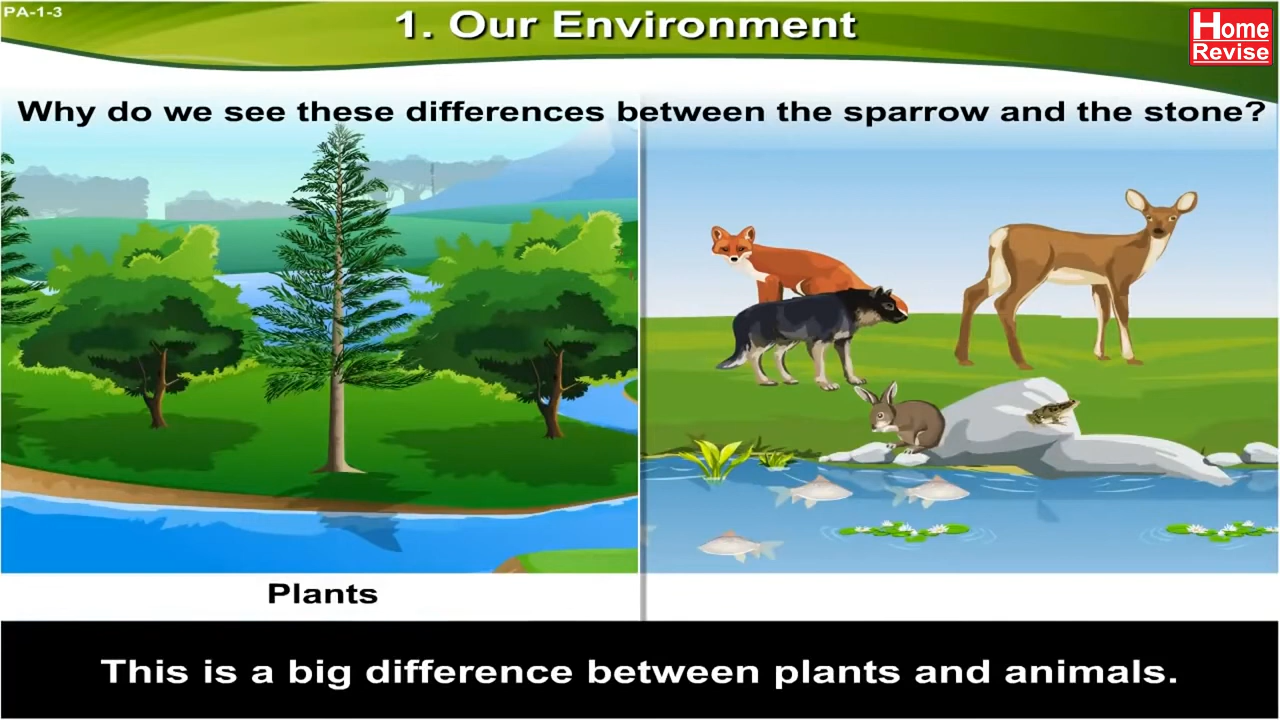 PA-1-3
1. Our Environment
Home
Revise
Why do we see these differences between the sparrow and the stone?
Plants
This is a big difference between plants and animals.